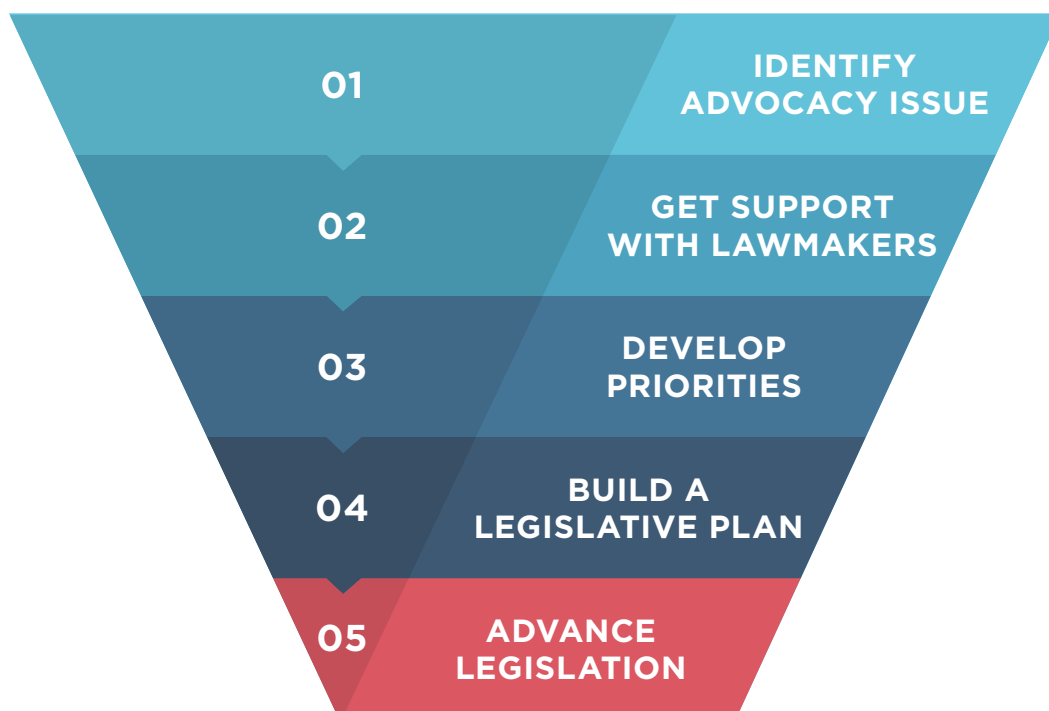 01
IDENTIFY
ADVOCACY ISSUE
02
GET SUPPORT
WITH LAWMAKERS
03
DEVELOP
PRIORITIES
04
BUILD A
LEGISLATIVE PLAN
05
ADVANCE
LEGISLATION